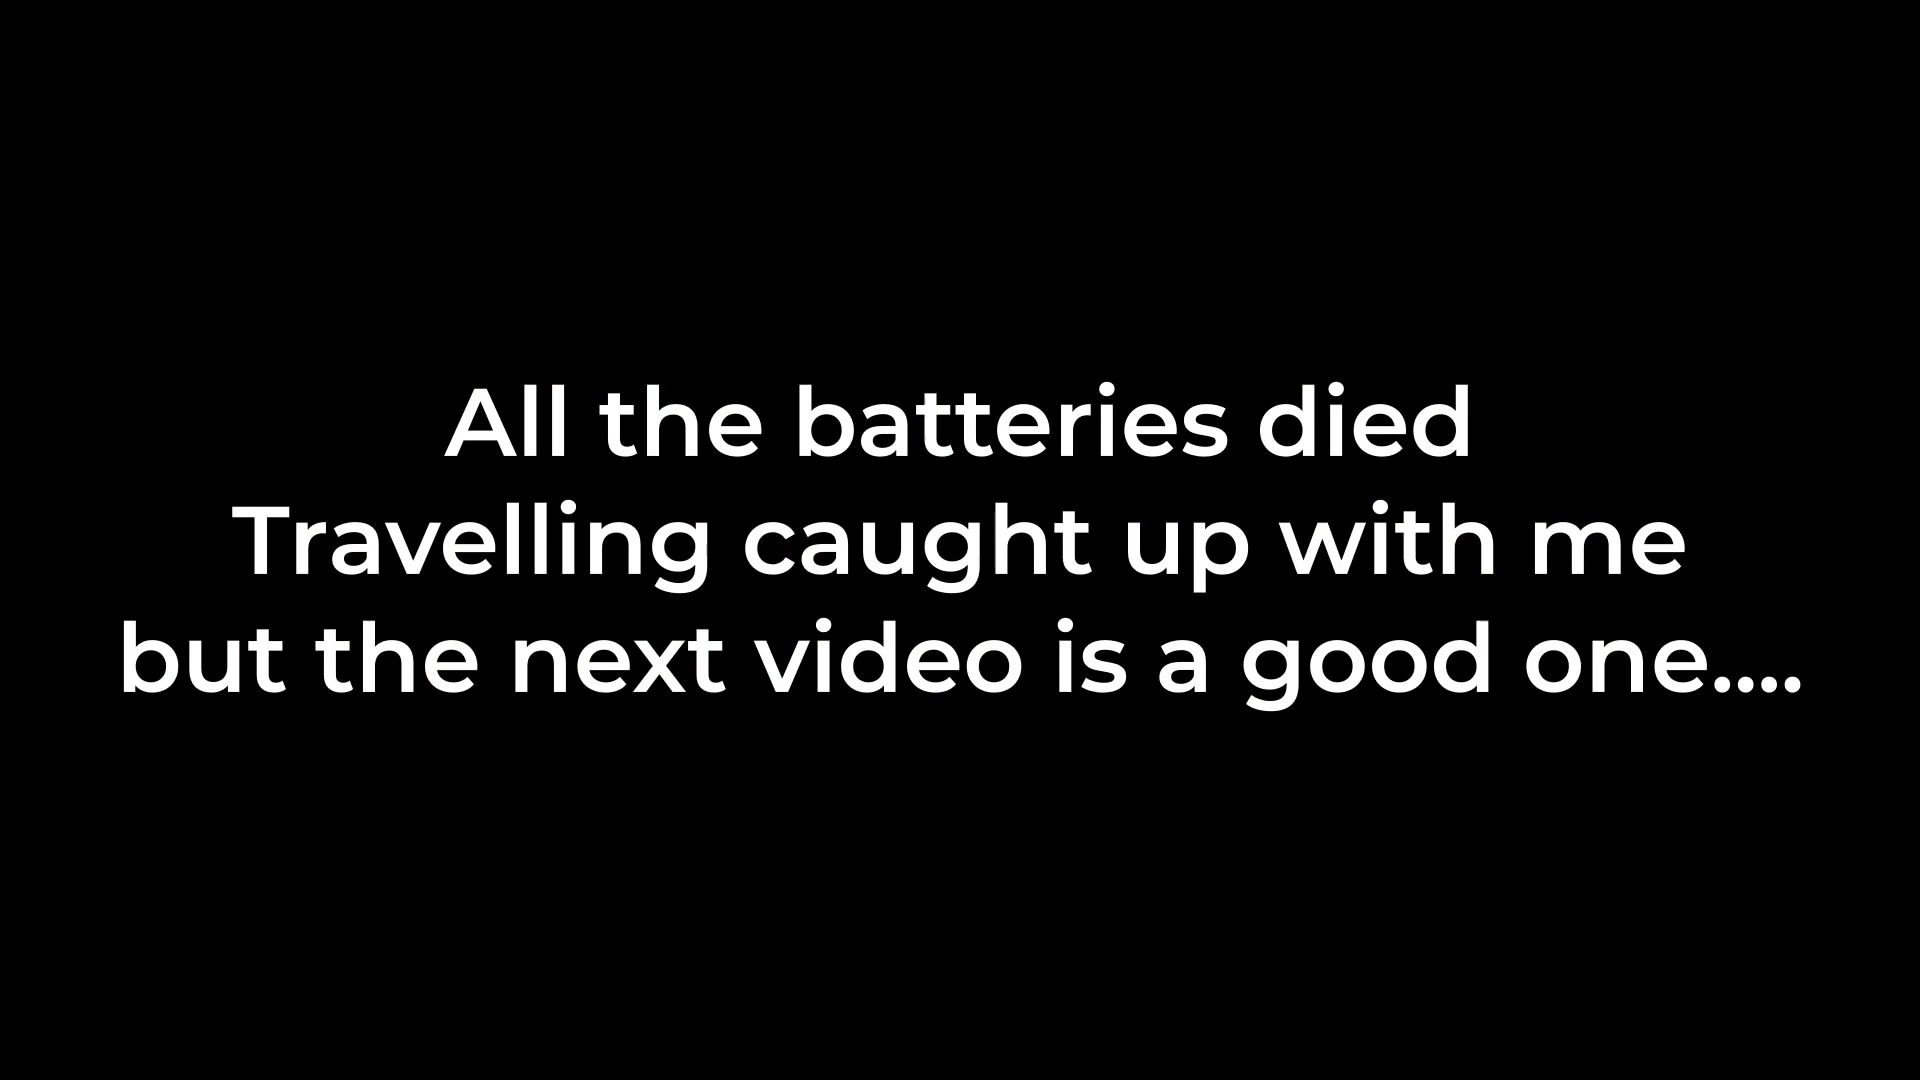 All the batteries died
Travelling caught up with me
but the next video is a good one....